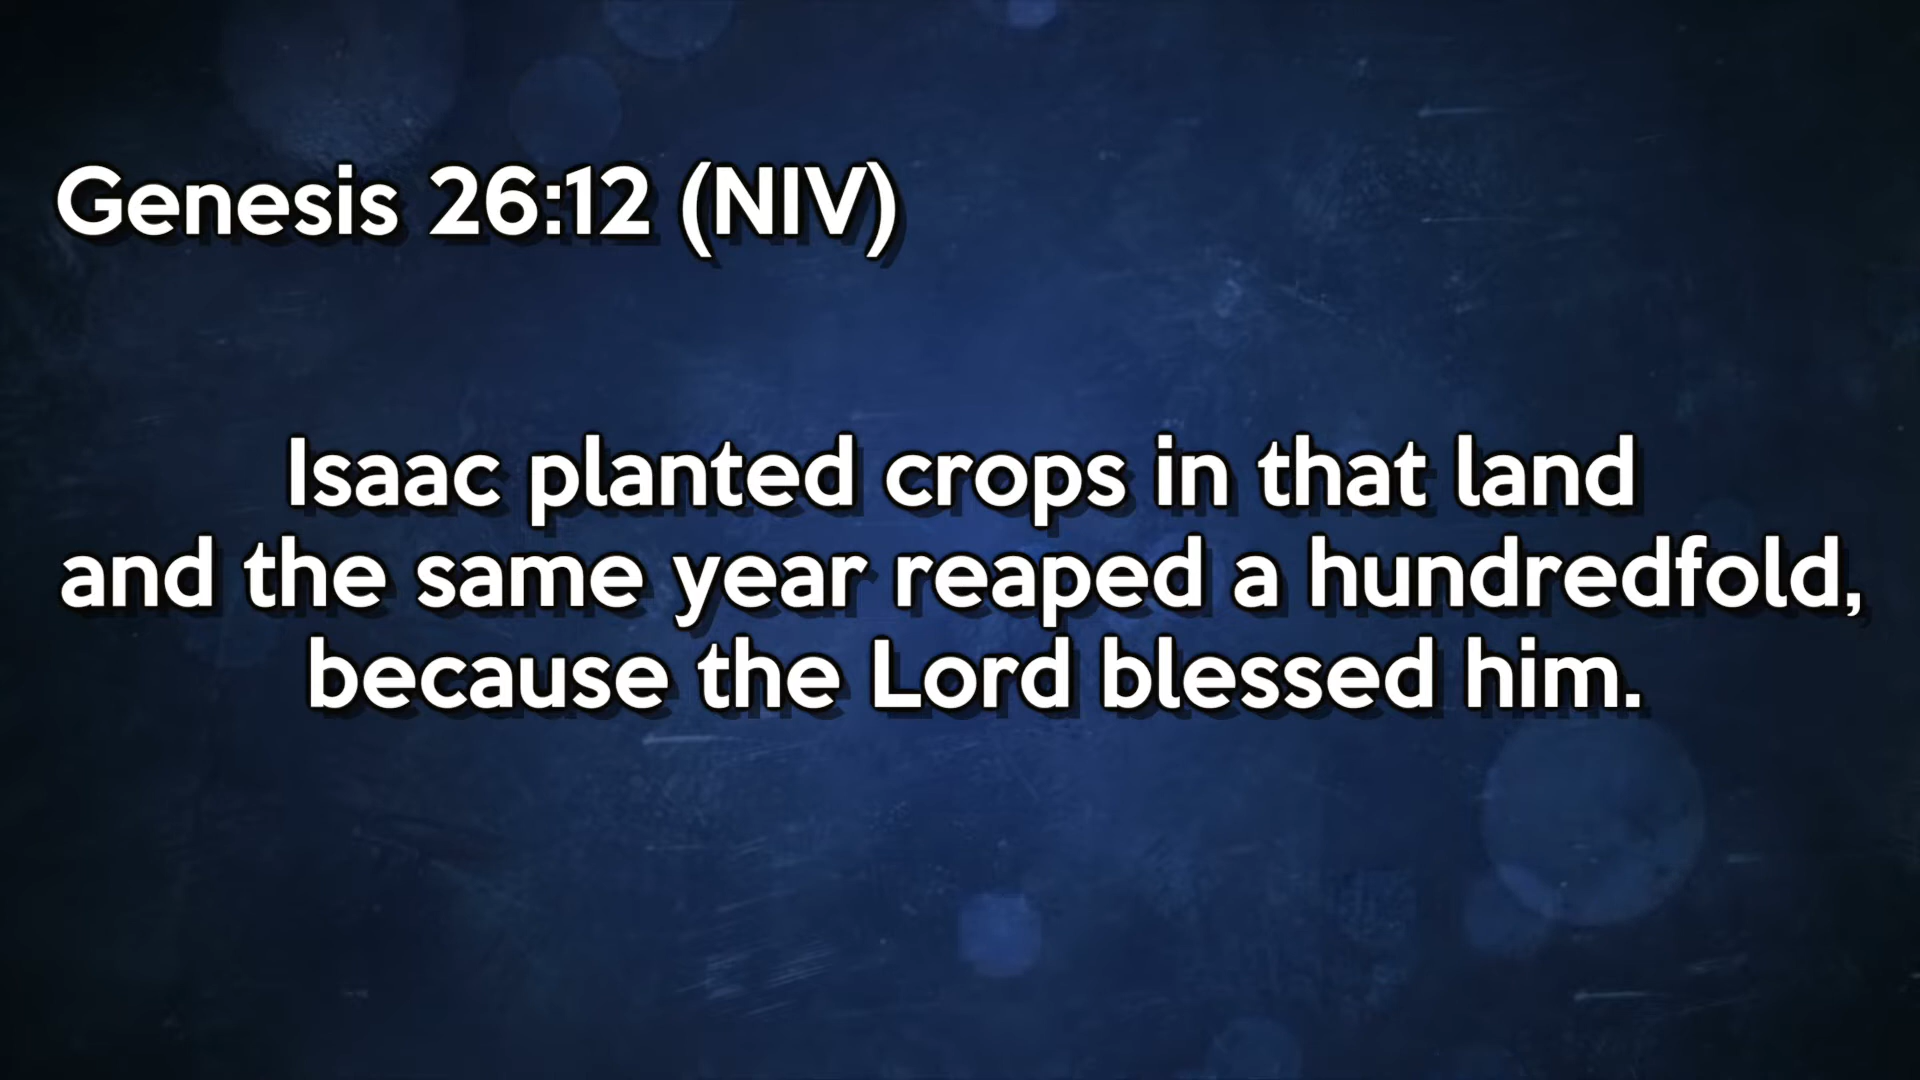 Genesis 26:12 (NIV)
Isaac planted crops in that land
and the same year reaped a hundredfold,
because the Lord blessed him.